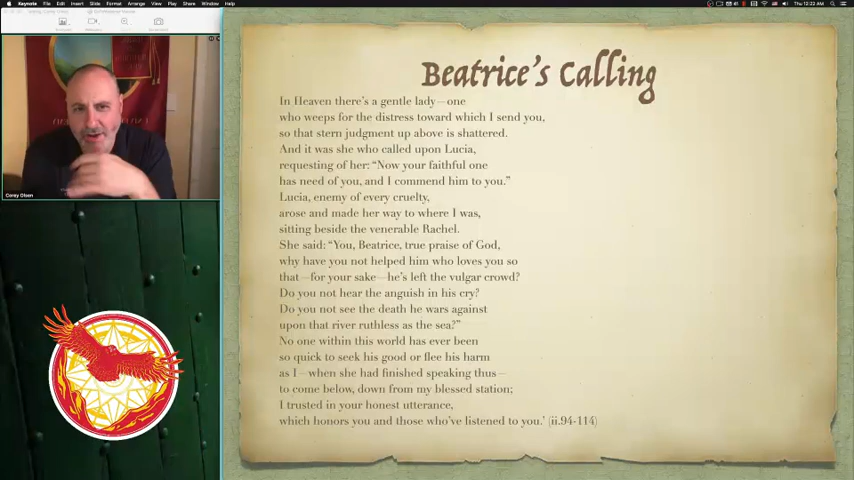 Keynote File Edit Insert Slide Format Arrange View Play Share Window Help
Thu 12:22 AM
Corey Olsen
Beatrice's Calling
In Heaven there's a gentle lady—one
who weeps for the distress toward which I send you,
so that stern judgment up above is shattered.
And it was she who called upon Lucia,
requesting of her: “Now your faithful one
has need of you, and I commend him to you.”
Lucia, enemy of every cruelty,
arose and made her way to where I was,
sitting beside the venerable Rachel.
She said: “You, Beatrice, true praise of God,
why have you not helped him who loves you so
that—for your sake—he's left the vulgar crowd?
Do you not hear the anguish in his cry?
Do you not see the death he wars against
upon that river ruthless as the sea?”
No one within this world has ever been
so quick to seek his good or flee his harm
as I—when she had finished speaking thus—
to come below, down from my blessed station;
I trusted in your honest utterance,
which honors you and those who've listened to you.’ (ii.94-114)